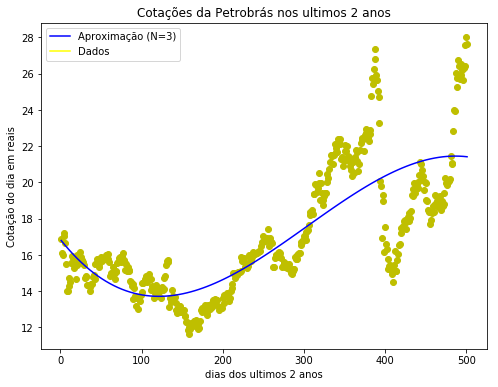 Cotações da Petrobrás nos ultimos 2 anos
Aproximação (N=3)
Dados
Cotação do dia em reais
28
26
24
22
20
18
16
14
12
0 100 200 300 400 500
dias dos ultimos 2 anos